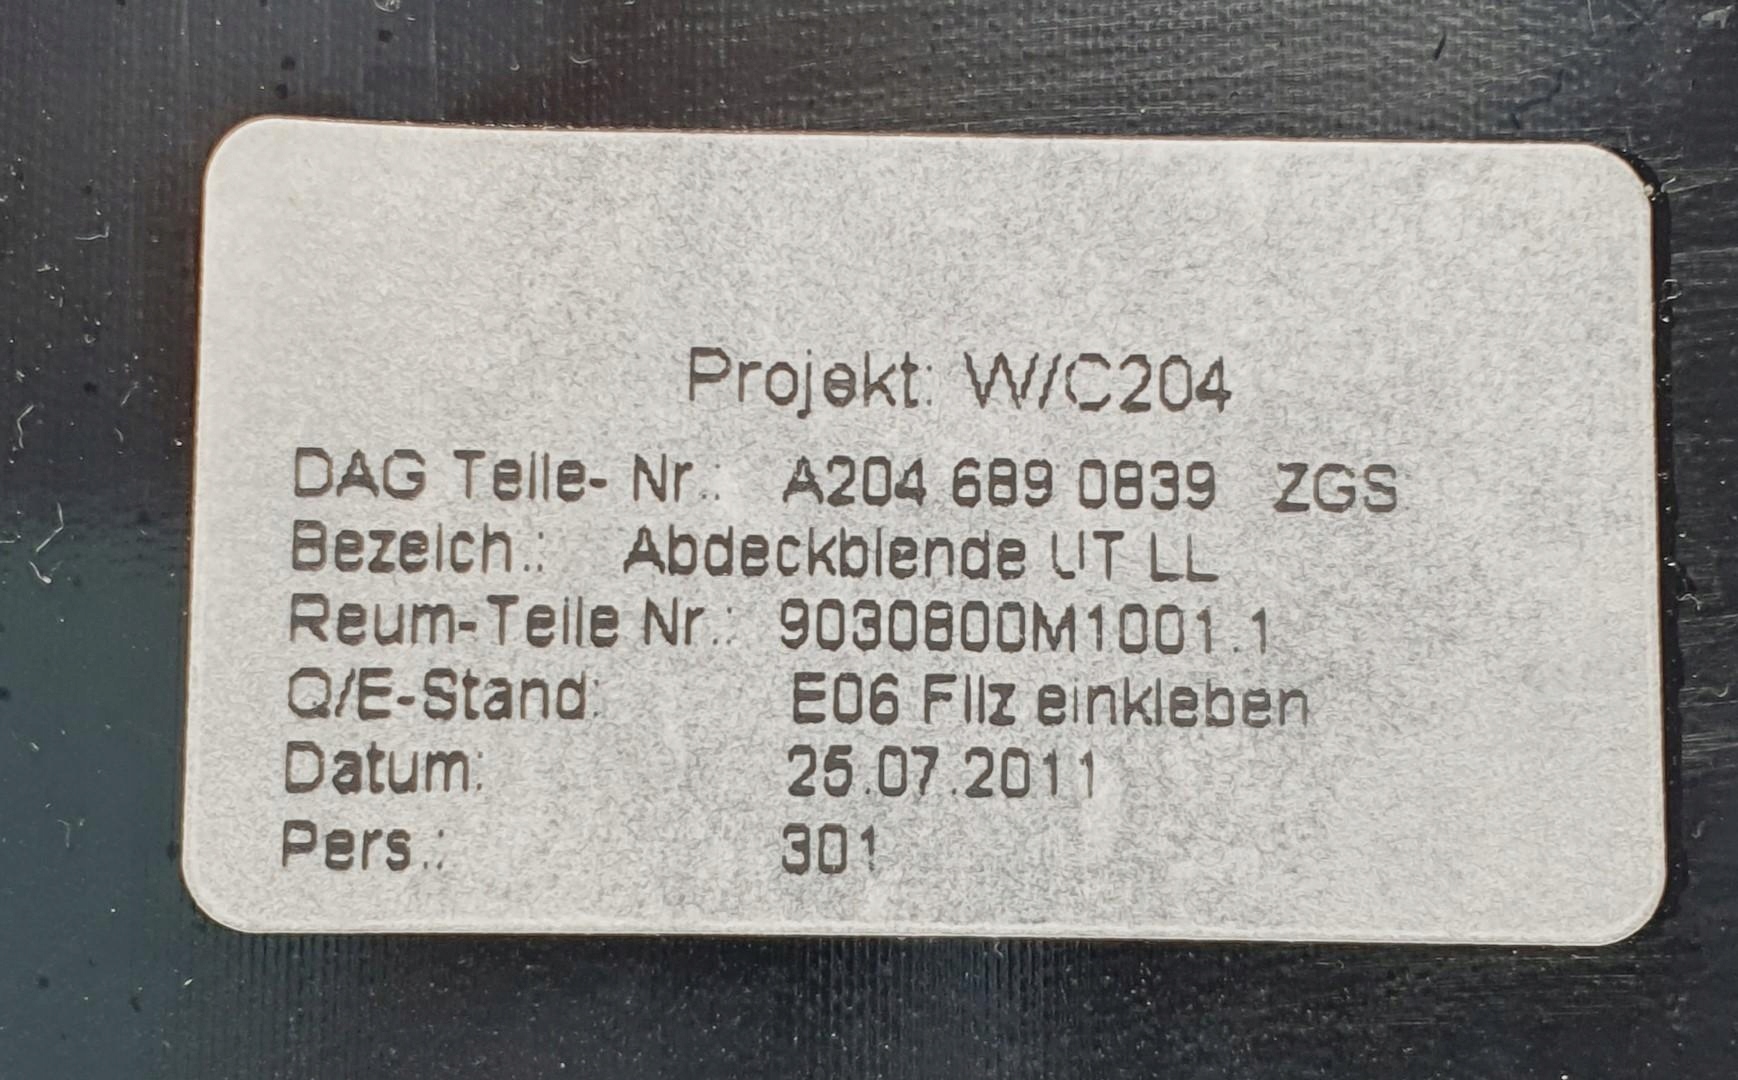 Projekt: W/C204
DAG Teile- Nr.: A204 689 0839 ZGS
Bezeich.: Abdeckblende UT LL
Reum-Teile Nr.: 9030800M1001.1
Q/E-Stand: E06 Filz einkleben
Datum: 25.07.2011
Pers.: 301